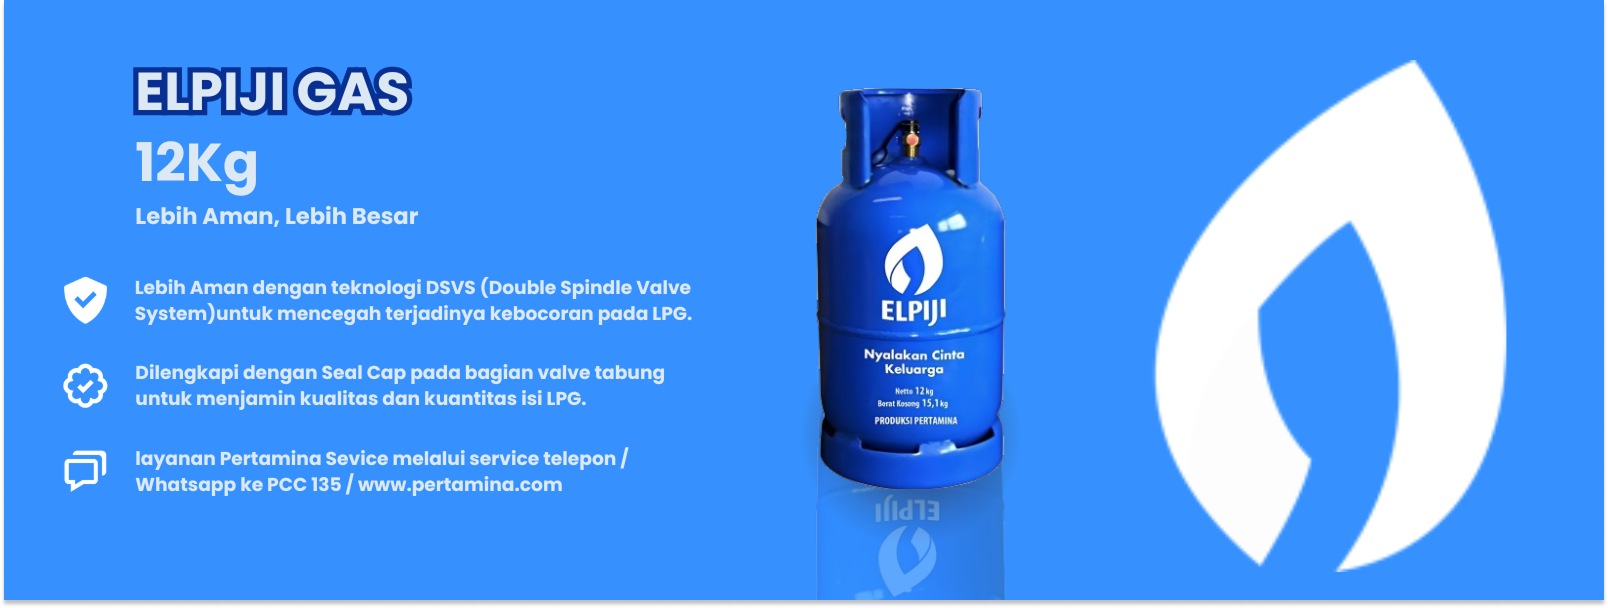 ELPIJI GAS
12Kg
Lebih Aman, Lebih Besar
Lebih Aman dengan teknologi DSVS (Double Spindle Valve
System)untuk mencegah terjadinya kebocoran pada LPG.
Dilengkapi dengan Seal Cap pada bagian valve tabung
untuk menjamin kualitas dan kuantitas isi LPG.
layanan Pertamina Sevice melalui service telepon /
Whatsapp ke PCC 135 / www.pertamina.com
ELPIJI
Nyalakan Cinta
Keluarga
Netto 12 kg
Berat Kosong 15,1 kg
PRODUKSI PERTAMINA
ELPIJI